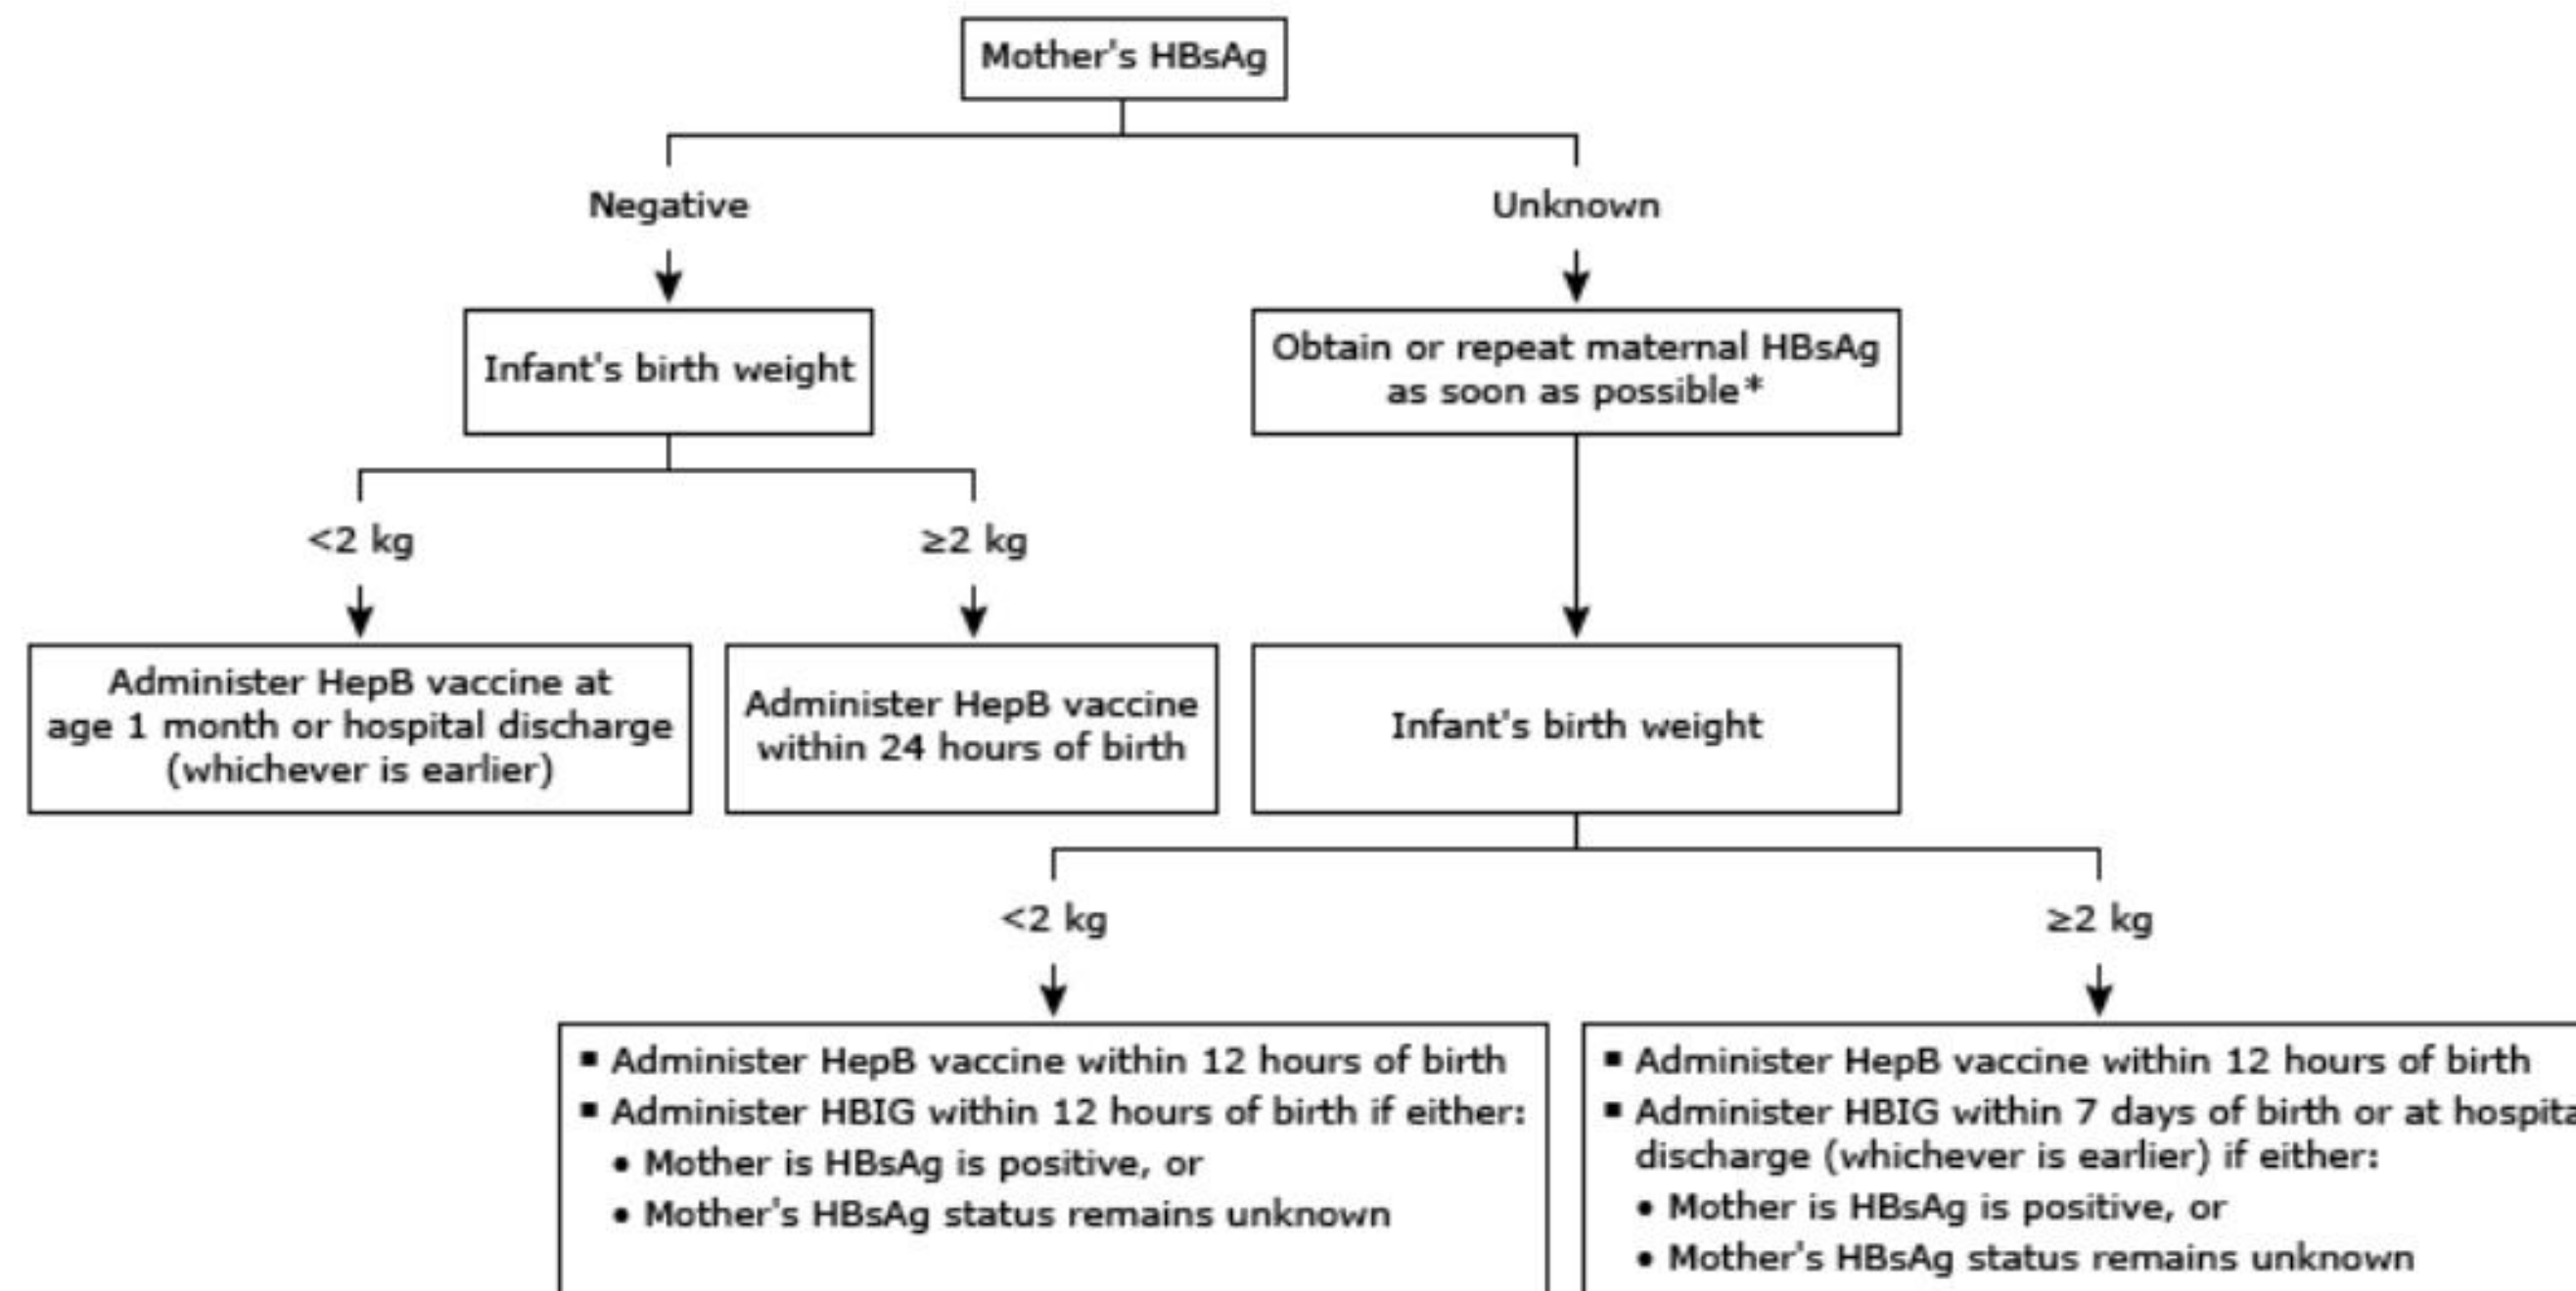 Mother's HBsAg
Negative
Unknown
Infant's birth weight
Obtain or repeat maternal HBsAg
as soon as possible*
<2 kg
≥2 kg
Administer HepB vaccine at
age 1 month or hospital discharge
(whichever is earlier)
Administer HepB vaccine
within 24 hours of birth
Infant's birth weight
<2 kg
≥2 kg
▪ Administer HepB vaccine within 12 hours of birth
▪ Administer HBIG within 12 hours of birth if either:
• Mother is HBsAg is positive, or
• Mother's HBsAg status remains unknown
▪ Administer HepB vaccine within 12 hours of birth
▪ Administer HBIG within 7 days of birth or at hospita
discharge (whichever is earlier) if either:
• Mother is HBsAg is positive, or
• Mother's HBsAg status remains unknown